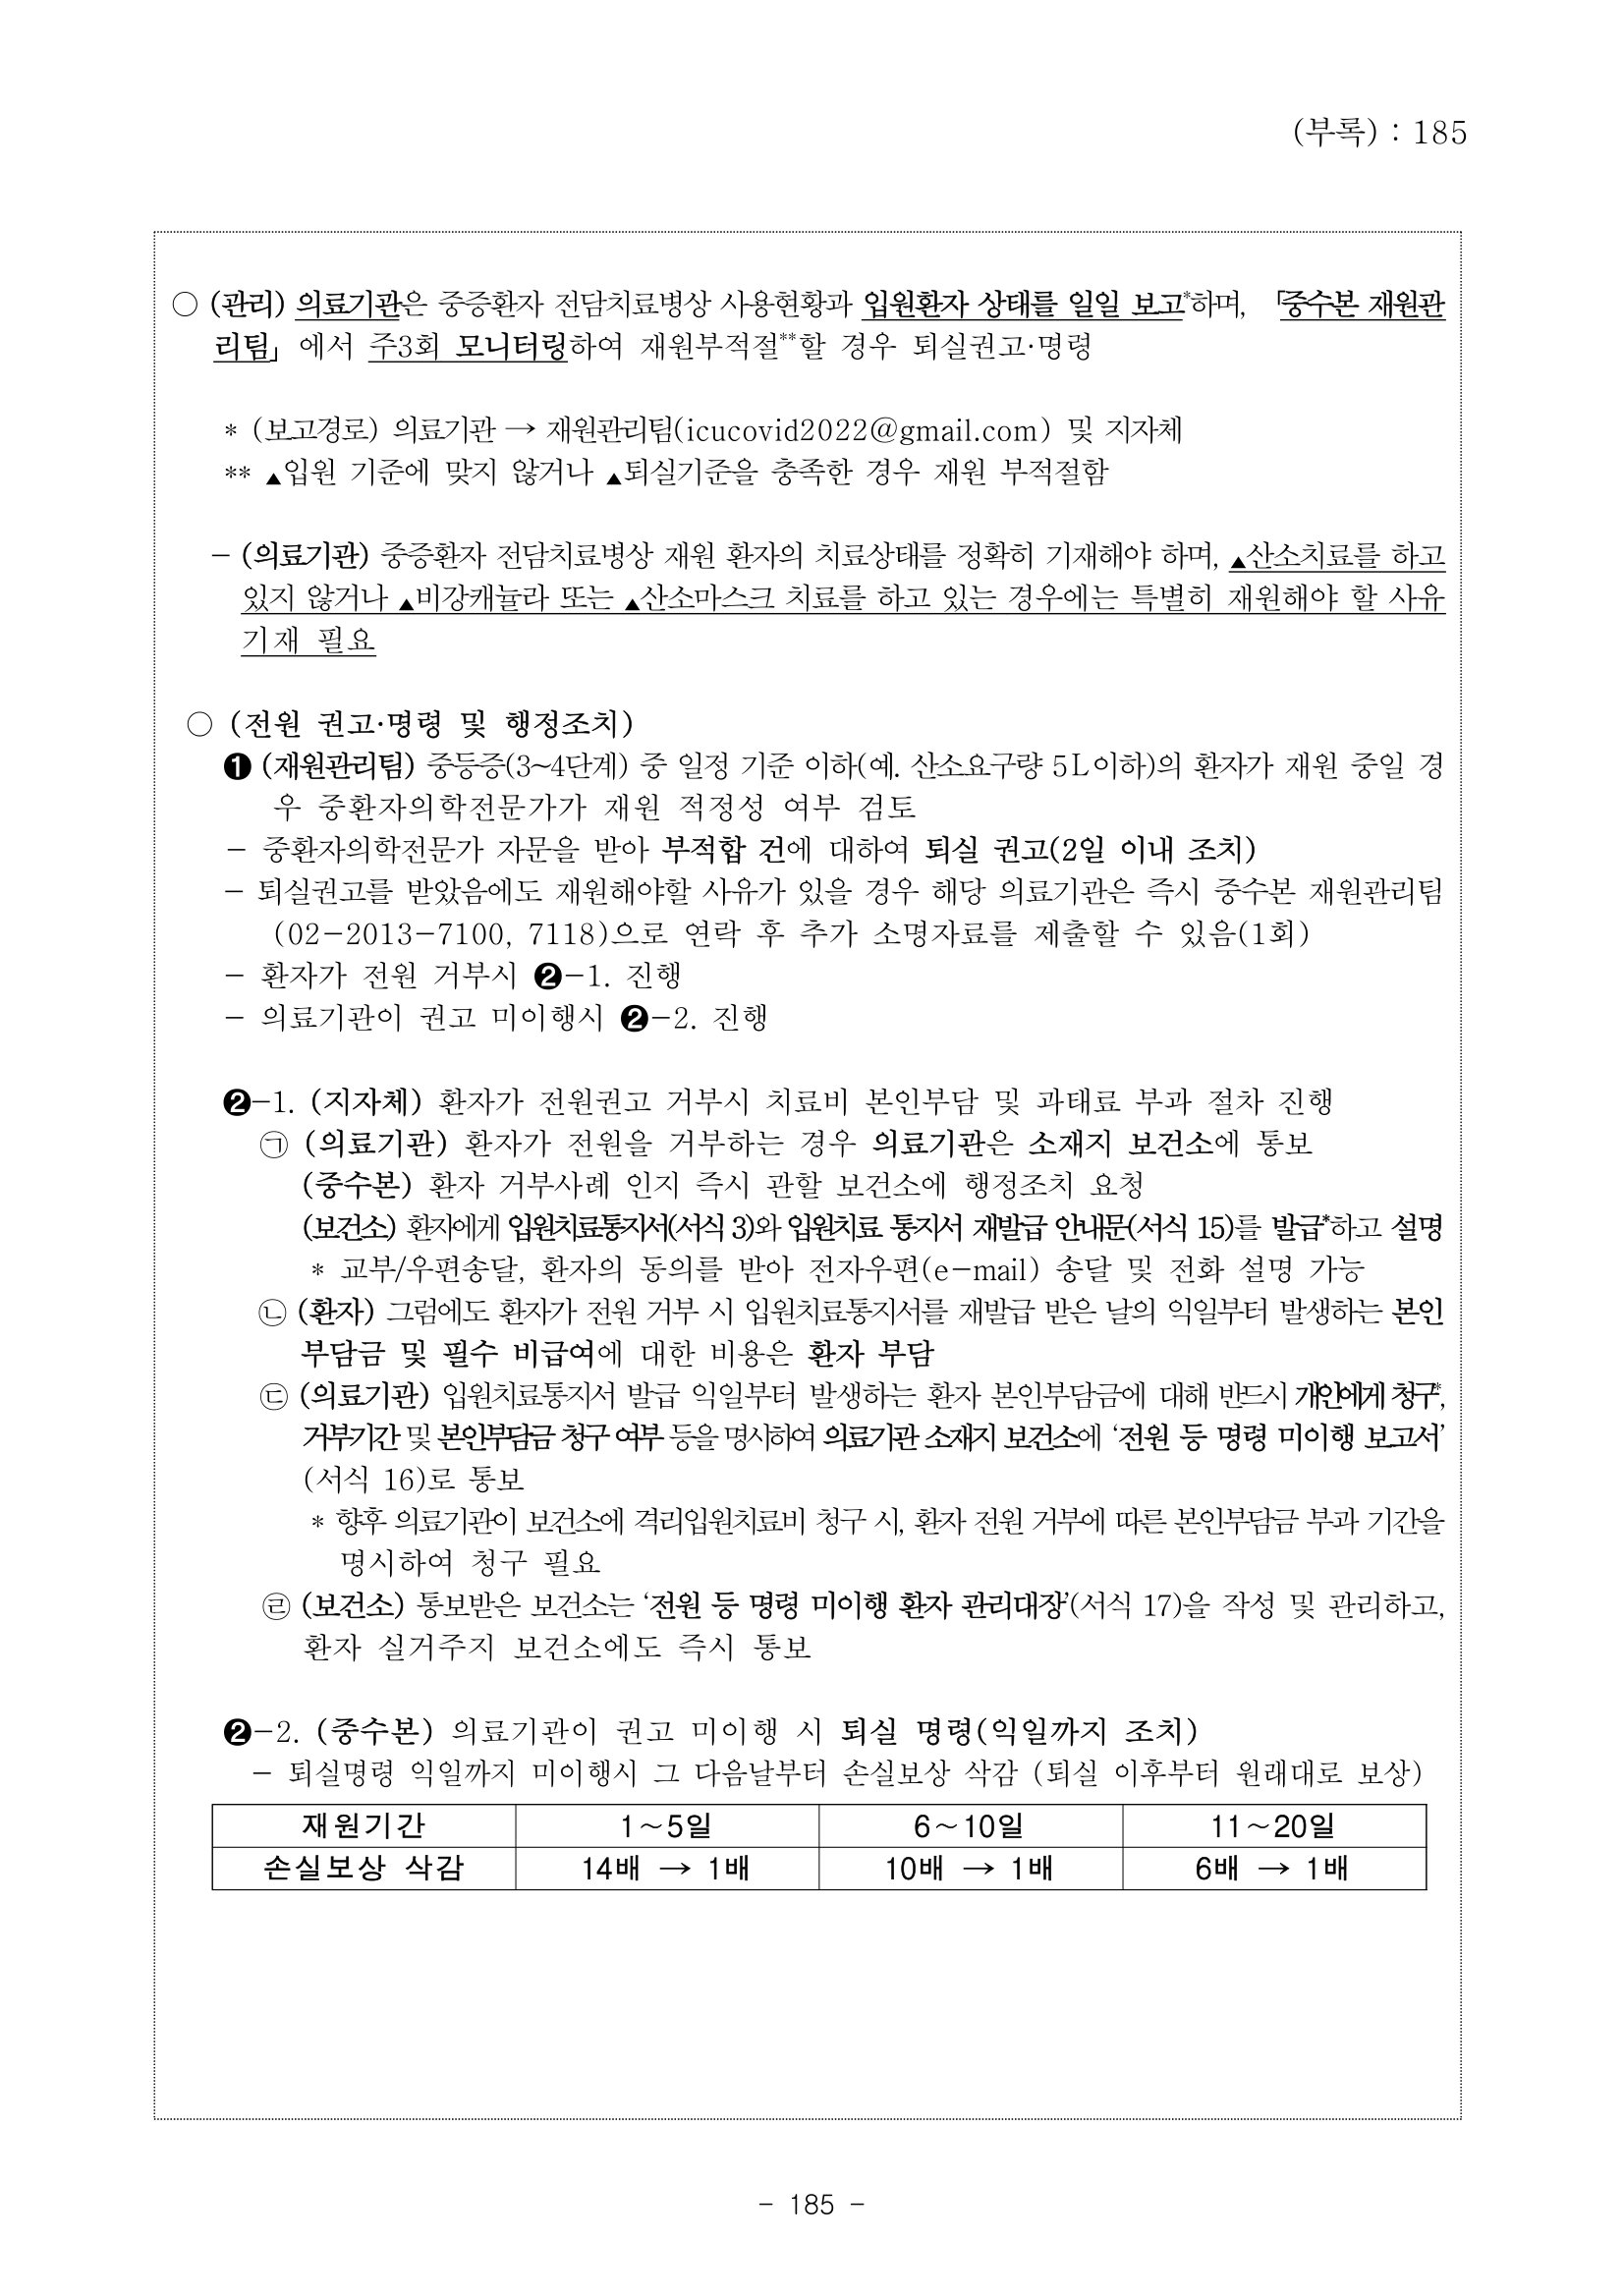 (부록) : 185
○ (관리) 의료기관은 중증환자 전담치료병상 사용현황과 입원환자 상태를 일일 보고*하며, 「중수본 재원관
리팀」 에서 주3회 모니터링하여 재원부적절**할 경우 퇴실권고·명령
* (보고경로) 의료기관 → 재원관리팀(icucovid2022@gmail.com) 및 지자체
** ▲입원 기준에 맞지 않거나 ▲퇴실기준을 충족한 경우 재원 부적절함
- (의료기관) 중증환자 전담치료병상 재원 환자의 치료상태를 정확히 기재해야 하며, ▲산소치료를 하고
있지 않거나 ▲비강캐뉼라 또는 ▲산소마스크 치료를 하고 있는 경우에는 특별히 재원해야 할 사유
기재 필요
○ (전원 권고·명령 및 행정조치)
❶ (재원관리팀) 중등증(3~4단계) 중 일정 기준 이하(예. 산소요구량 5L이하)의 환자가 재원 중일 경
우 중환자의학전문가가 재원 적정성 여부 검토
- 중환자의학전문가 자문을 받아 부적합 건에 대하여 퇴실 권고(2일 이내 조치)
- 퇴실권고를 받았음에도 재원해야할 사유가 있을 경우 해당 의료기관은 즉시 중수본 재원관리팀
(02-2013-7100, 7118)으로 연락 후 추가 소명자료를 제출할 수 있음(1회)
- 환자가 전원 거부시 ❷-1. 진행
- 의료기관이 권고 미이행시 ❷-2. 진행
❷-1. (지자체) 환자가 전원권고 거부시 치료비 본인부담 및 과태료 부과 절차 진행
㉠ (의료기관) 환자가 전원을 거부하는 경우 의료기관은 소재지 보건소에 통보
(중수본) 환자 거부사례 인지 즉시 관할 보건소에 행정조치 요청
(보건소) 환자에게 입원치료통지서(서식 3)와 입원치료 통지서 재발급 안내문(서식 15)를 발급*하고 설명
* 교부/우편송달, 환자의 동의를 받아 전자우편(e-mail) 송달 및 전화 설명 가능
㉡ (환자) 그럼에도 환자가 전원 거부 시 입원치료통지서를 재발급 받은 날의 익일부터 발생하는 본인
부담금 및 필수 비급여에 대한 비용은 환자 부담
㉢ (의료기관) 입원치료통지서 발급 익일부터 발생하는 환자 본인부담금에 대해 반드시 개인에게 청구*,
거부기간 및 본인부담금 청구 여부 등을 명시하여 의료기관 소재지 보건소에 ‘전원 등 명령 미이행 보고서’
(서식 16)로 통보
* 향후 의료기관이 보건소에 격리입원치료비 청구 시, 환자 전원 거부에 따른 본인부담금 부과 기간을
명시하여 청구 필요
㉣ (보건소) 통보받은 보건소는 ‘전원 등 명령 미이행 환자 관리대장’(서식 17)을 작성 및 관리하고,
환자 실거주지 보건소에도 즉시 통보
❷-2. (중수본) 의료기관이 권고 미이행 시 퇴실 명령(익일까지 조치)
- 퇴실명령 익일까지 미이행시 그 다음날부터 손실보상 삭감 (퇴실 이후부터 원래대로 보상)
재원기간 1～5일 6～10일 11～20일
손실보상 삭감 14배 → 1배 10배 → 1배 6배 → 1배
- 185 -